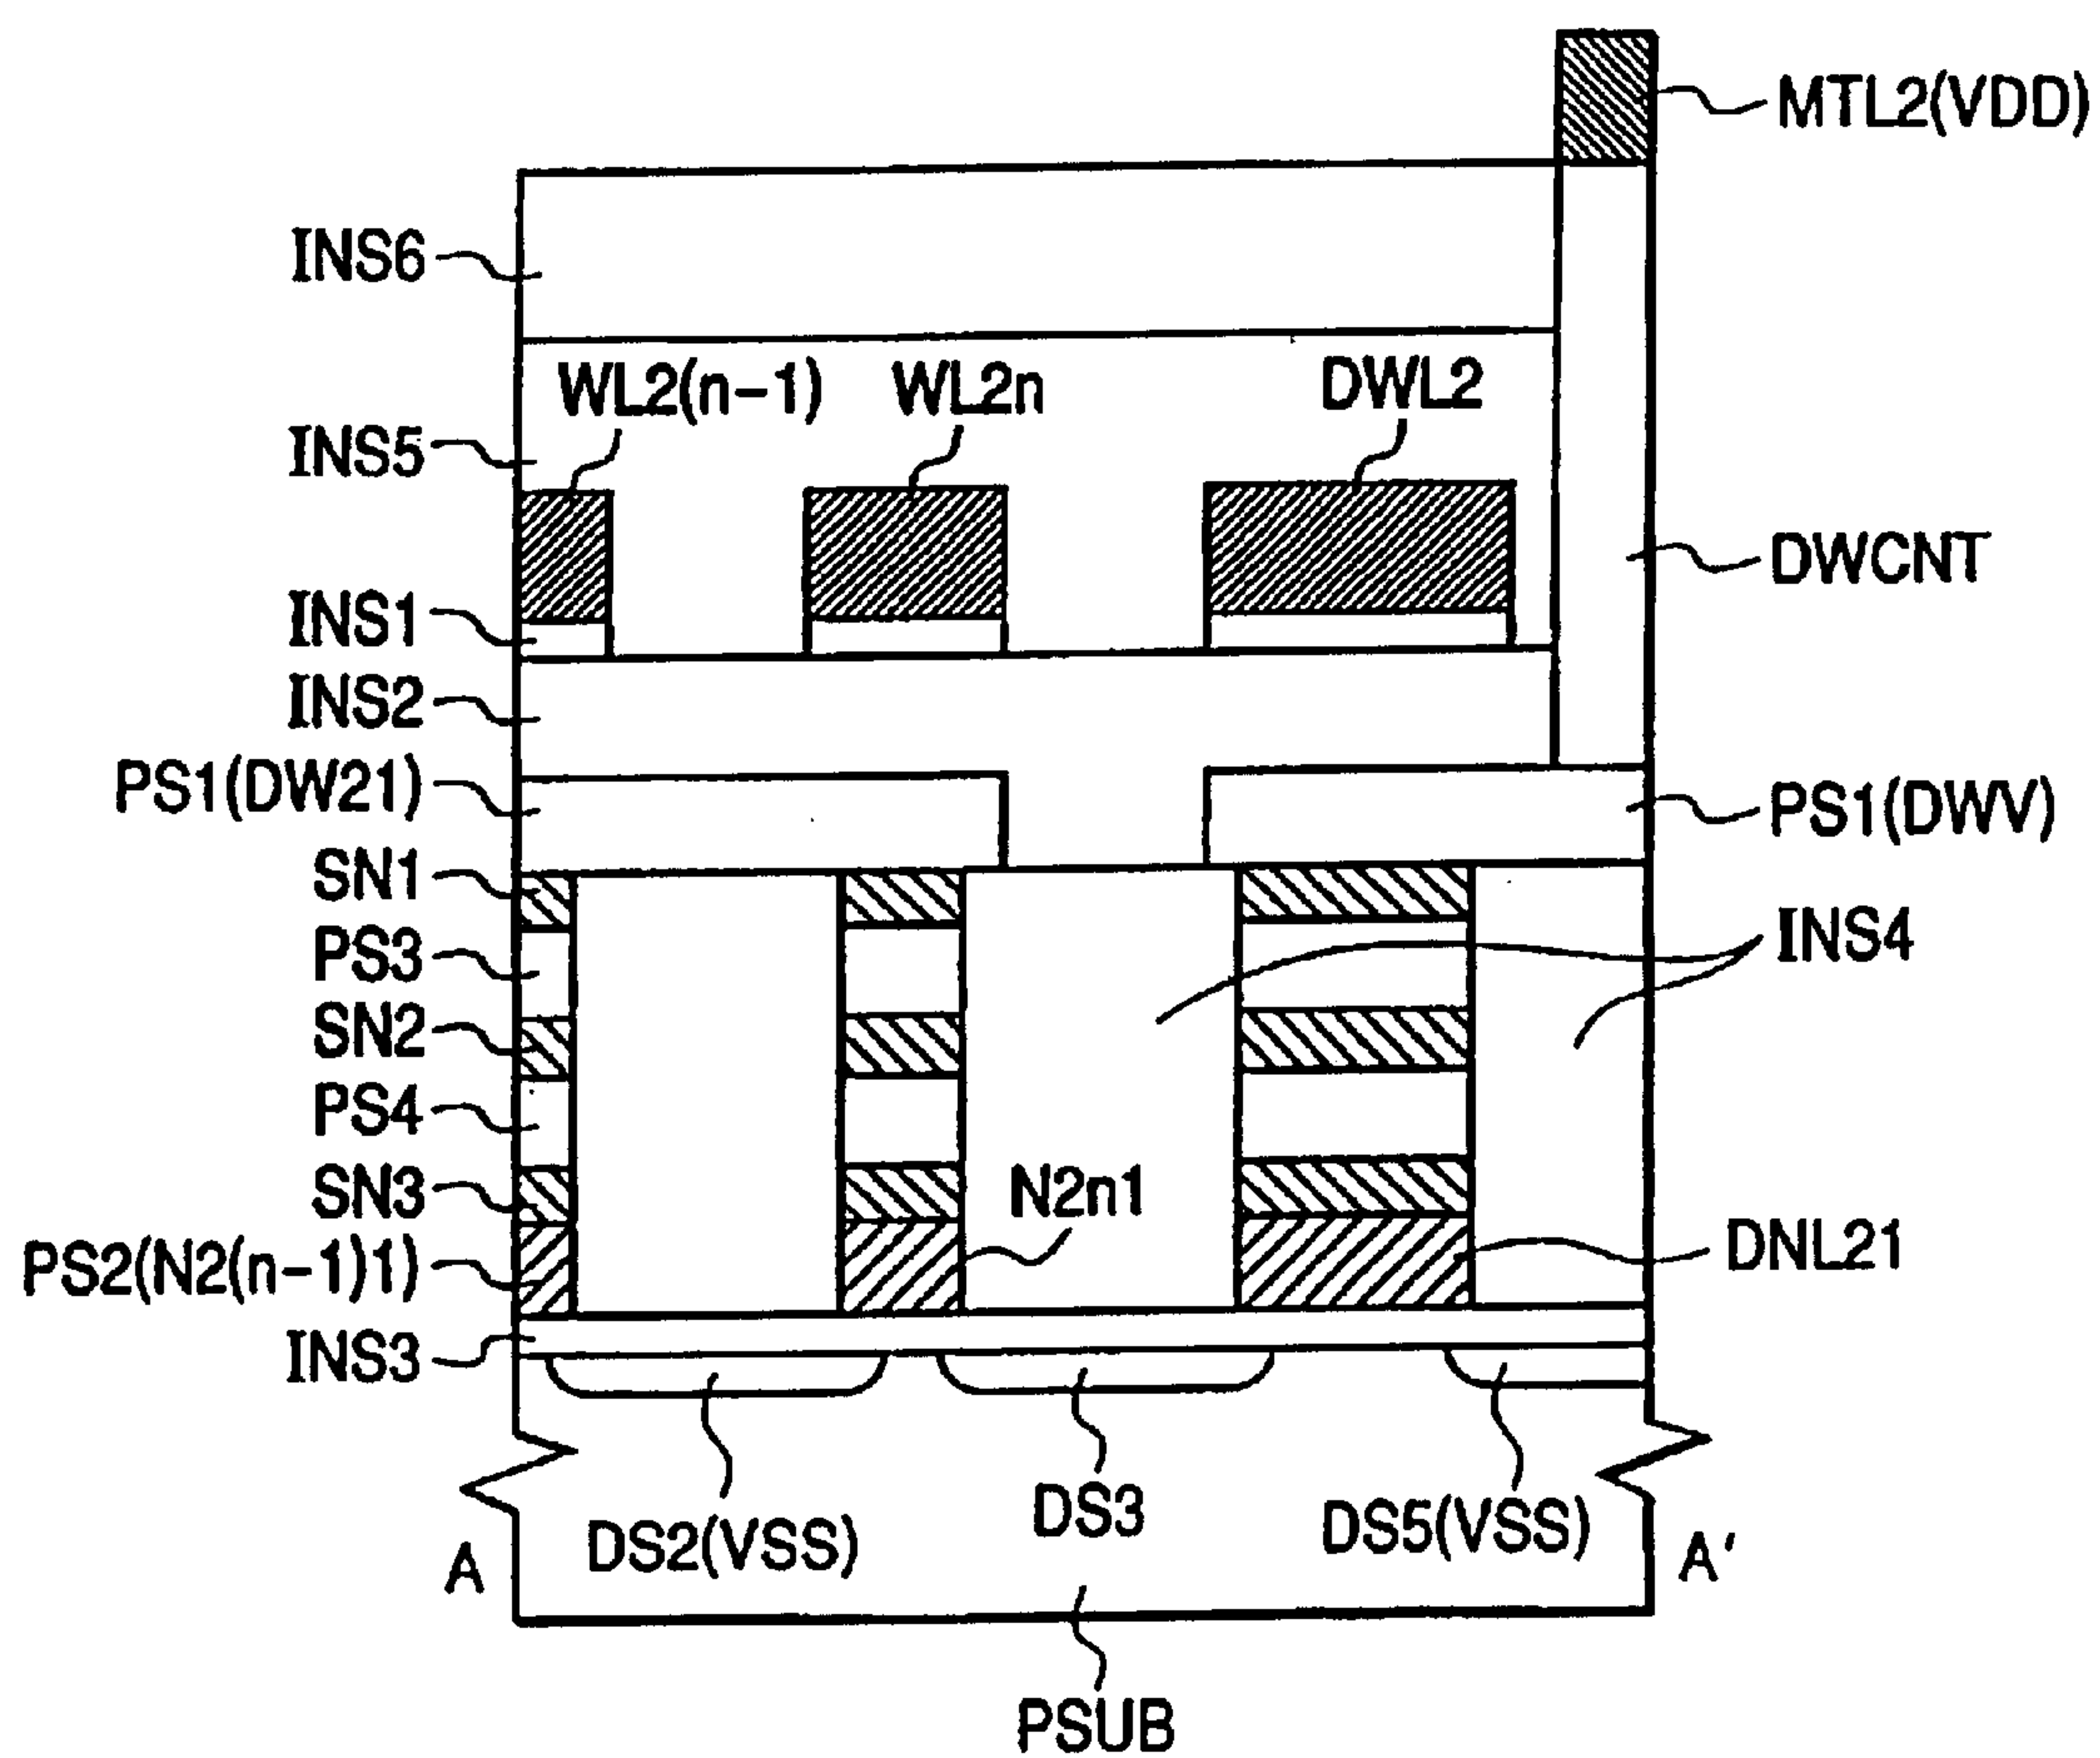 MTL2(VDD)
INS6
WL2(n-1) WL2n DWL2
INS5
DWCNT
INS1
INS2
PS1(DW21)
PS1(DWV)
SN1
PS3
INS4
SN2
PS4
SN3
N2n1
PS2(N2(n-1)1)
DNL21
INS3
DS2(VSS) DS3 DS5(VSS)
A A'
PSUB